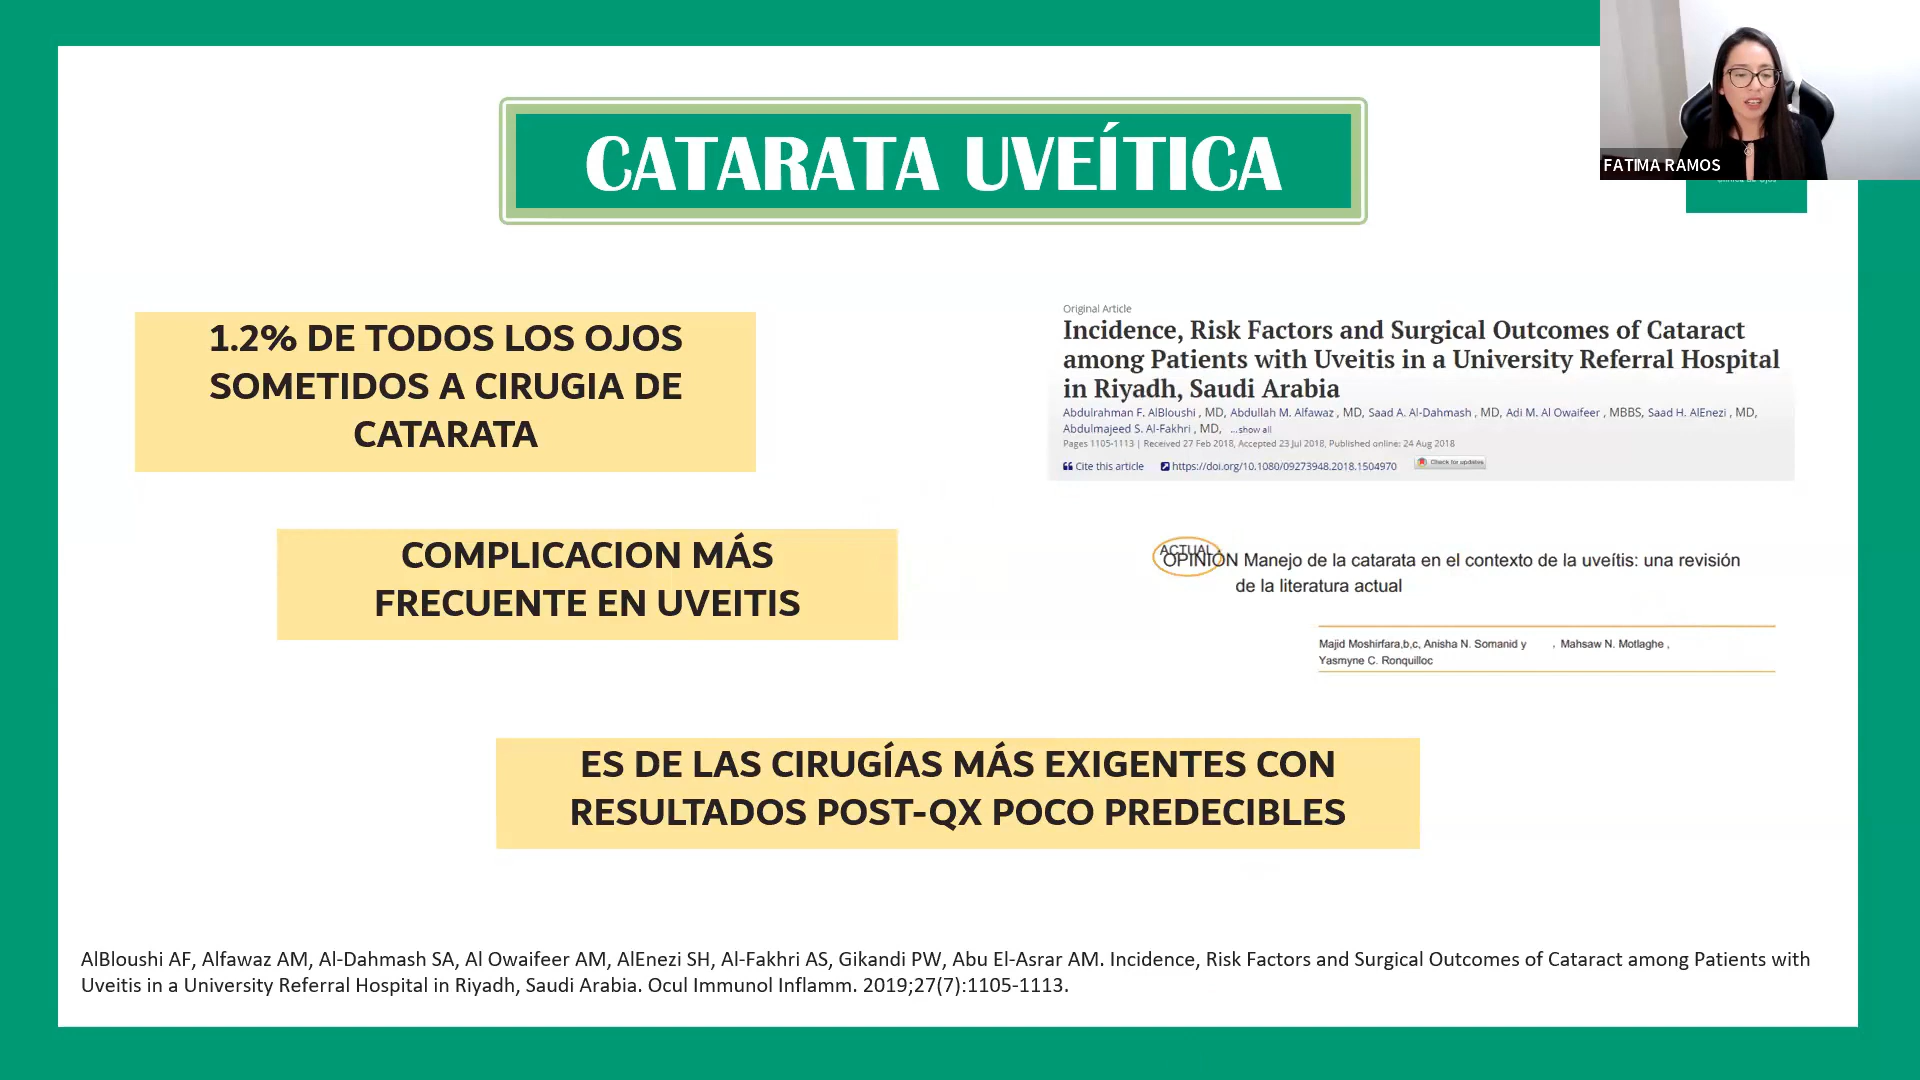 CATARATA UVEÍTICA
FATIMA RAMOS
1.2% DE TODOS LOS OJOS
SOMETIDOS A CIRUGIA DE
CATARATA
Original Article
Incidence, Risk Factors and Surgical Outcomes of Cataract
among Patients with Uveitis in a University Referral Hospital
in Riyadh, Saudi Arabia
Abdulrahman F. AlBloushi , MD, Abdullah M. Alfawaz , MD, Saad A. Al-Dahmash , MD, Adi M. Al Owaifeer , MBBS, Saad H. AlEnezi , MD,
Abdulmajeed S. Al-Fakhri , MD, ...show all
Pages 1105-1113 | Received 27 Feb 2018, Accepted 23 Jul 2018, Published online: 24 Aug 2018
Cite this article https://doi.org/10.1080/09273948.2018.1504970 Check for updates
COMPLICACION MÁS
FRECUENTE EN UVEITIS
ACTUAL
OPINIÓN Manejo de la catarata en el contexto de la uveítis: una revisión
de la literatura actual
Majid Moshirfara,b,c, Anisha N. Somanid y , Mahsaw N. Motlaghe ,
Yasmyne C. Ronquilloc
ES DE LAS CIRUGÍAS MÁS EXIGENTES CON
RESULTADOS POST-QX POCO PREDECIBLES
AlBloushi AF, Alfawaz AM, Al-Dahmash SA, Al Owaifeer AM, AlEnezi SH, Al-Fakhri AS, Gikandi PW, Abu El-Asrar AM. Incidence, Risk Factors and Surgical Outcomes of Cataract among Patients with
Uveitis in a University Referral Hospital in Riyadh, Saudi Arabia. Ocul Immunol Inflamm. 2019;27(7):1105-1113.